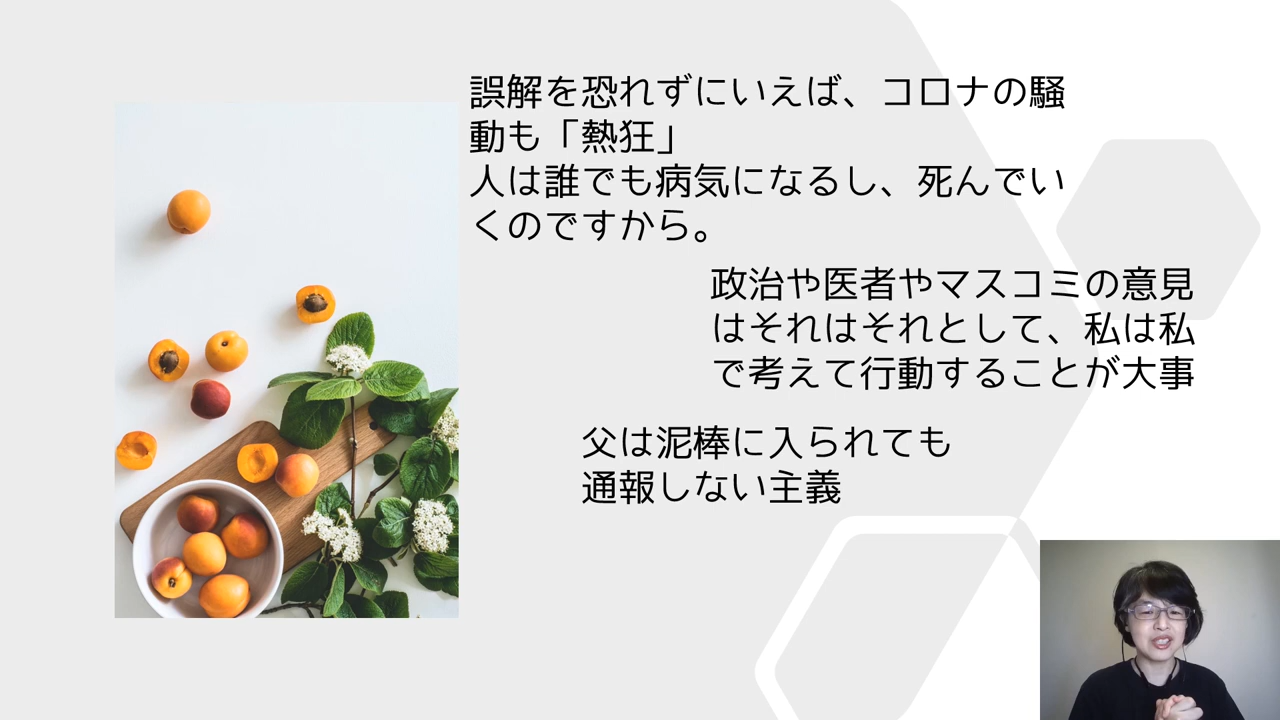 誤解を恐れずにいえば、コロナの騒
動も「熱狂」
人は誰でも病気になるし、死んでい
くのですから。
政治や医者やマスコミの意見
はそれはそれとして、私は私
で考えて行動することが大事
父は泥棒に入られても
通報しない主義